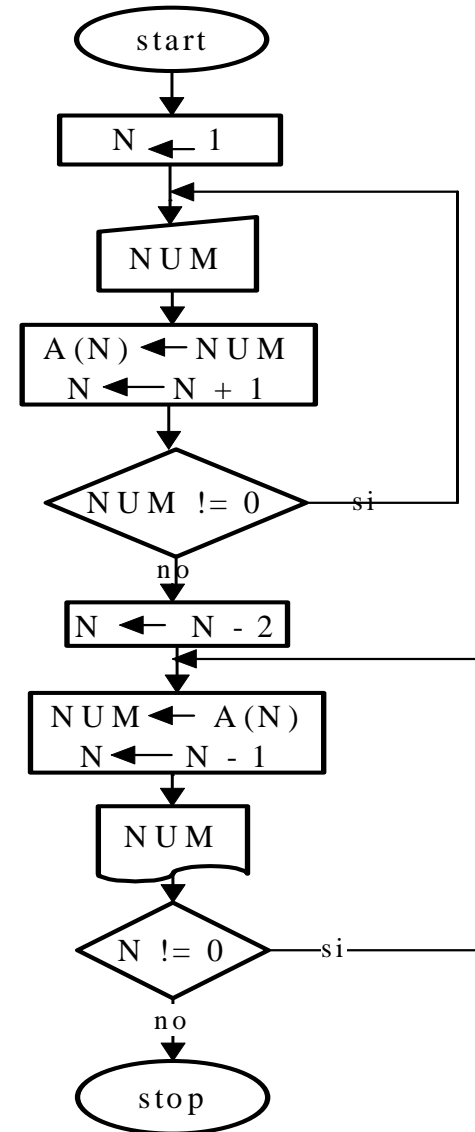 start
N ← 1
NUM
A(N) ← NUM
N ← N + 1
NUM != 0
si
no
N ← N - 2
NUM ← A(N)
N ← N - 1
NUM
N != 0
si
no
stop